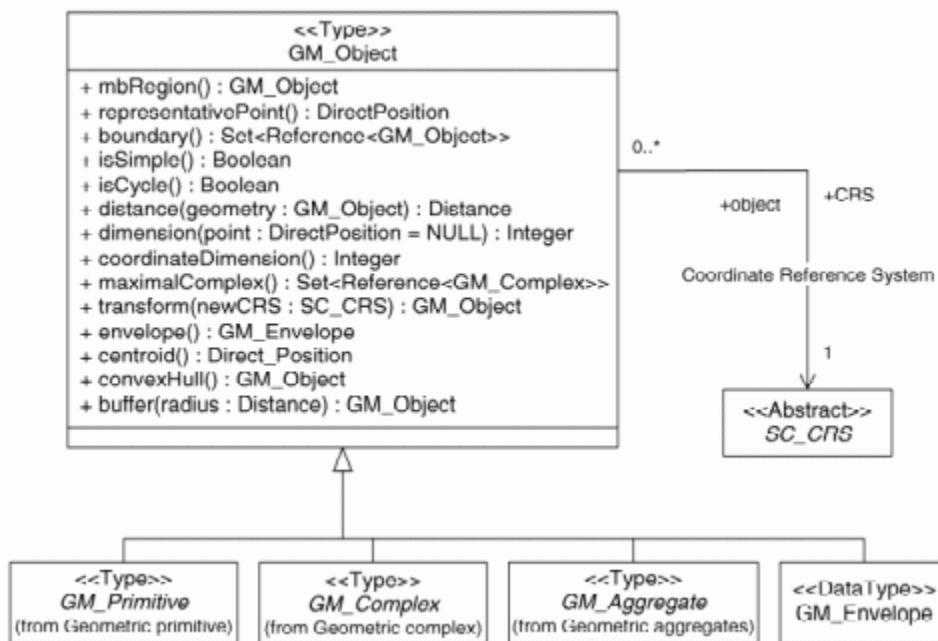 <<Type>>
GM_Object
+ mbRegion() : GM_Object
+ representativePoint() : DirectPosition
+ boundary() : Set<Reference<GM_Object>>
+ isSimple() : Boolean
+ isCycle() : Boolean
+ distance(geometry : GM_Object) : Distance
+ dimension(point : DirectPosition = NULL) : Integer
+ coordinateDimension() : Integer
+ maximalComplex() : Set<Reference<GM_Complex>>
+ transform(newCRS : SC_CRS) : GM_Object
+ envelope() : GM_Envelope
+ centroid() : Direct_Position
+ convexHull() : GM_Object
+ buffer(radius : Distance) : GM_Object
0..*
+object
+CRS
Coordinate Reference System
1
<<Abstract>>
SC_CRS
<<Type>>
GM_Primitive
(from Geometric primitive)
<<Type>>
GM_Complex
(from Geometric complex)
<<Type>>
GM_Aggregate
(from Geometric aggregates)
<<DataType>>
GM_Envelope